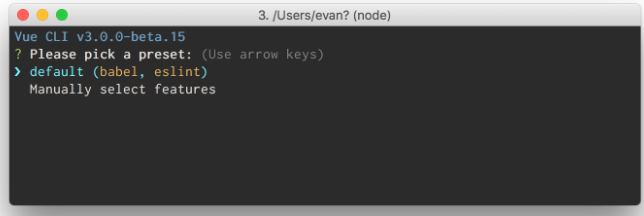 3. /Users/evan? (node)
Vue CLI v3.0.0-beta.15
? Please pick a preset: (Use arrow keys)
❯ default (babel, eslint)
Manually select features